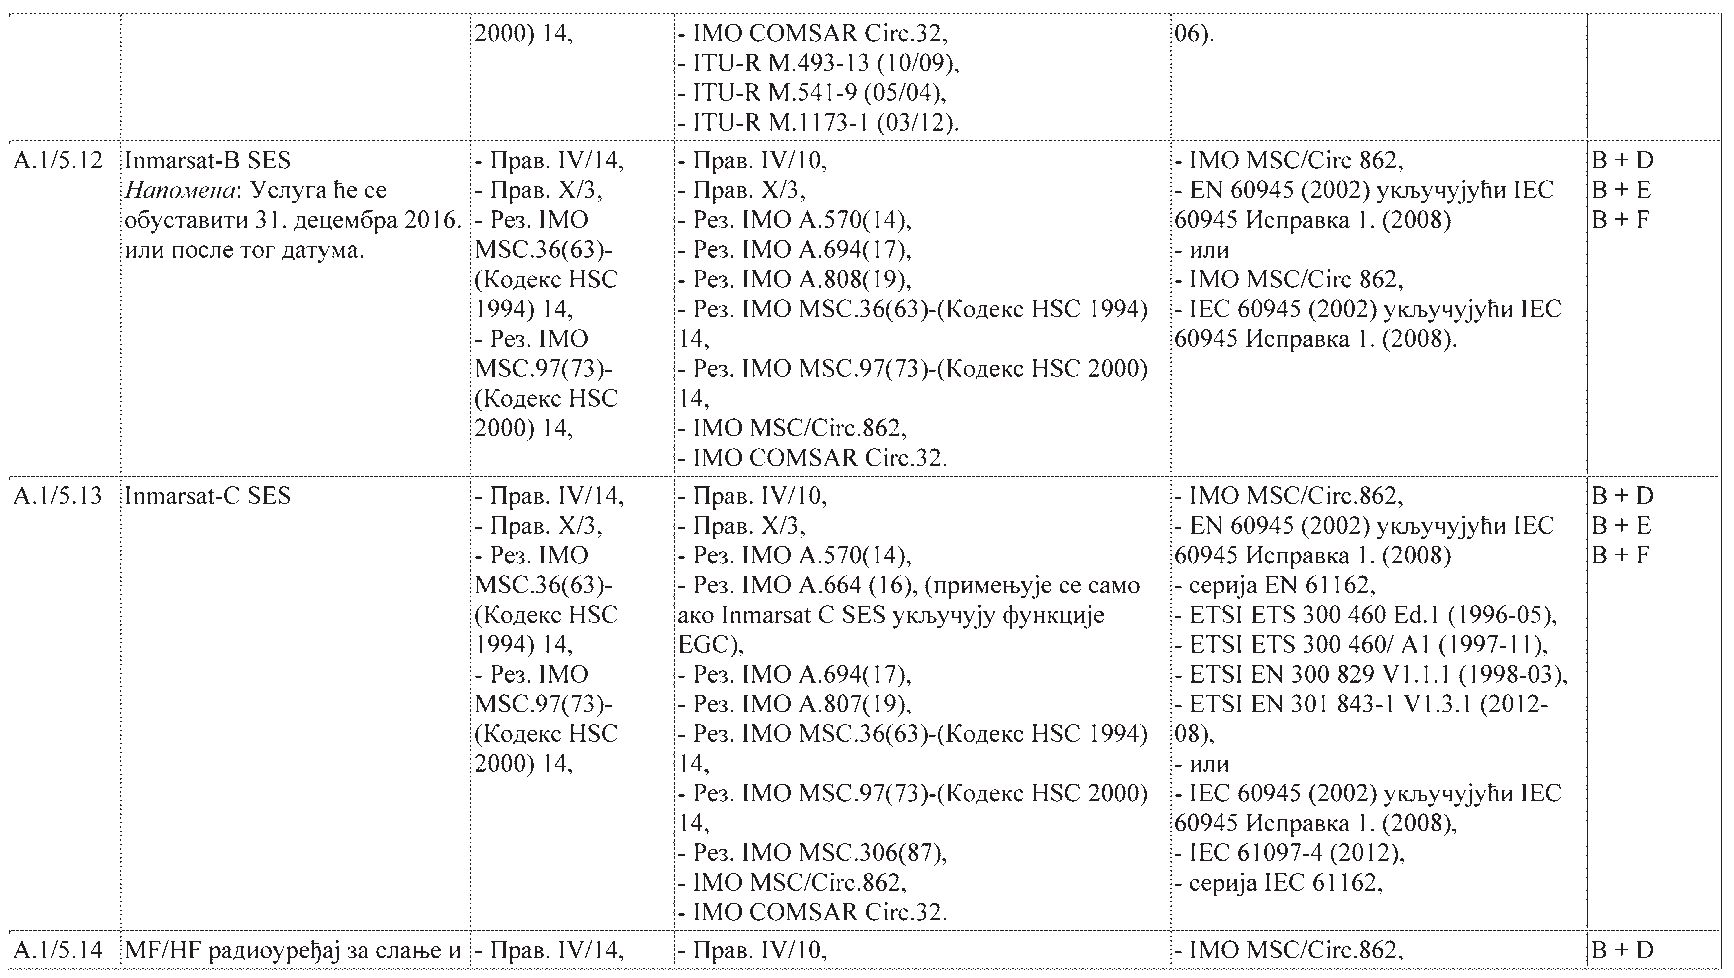 2000) 14,
- IMO COMSAR Circ.32,
- ITU-R M.493-13 (10/09),
- ITU-R M.541-9 (05/04),
- ITU-R M.1173-1 (03/12).
06).
A.1/5.12
Inmarsat-B SES
Напомена: Услуга ће се
обуставити 31. децембра 2016.
или после тог датума.
- Прав. IV/14,
- Прав. X/3,
- Рез. IMO
MSC.36(63)-
(Кодекс HSC
1994) 14,
- Рез. IMO
MSC.97(73)-
(Кодекс HSC
2000) 14,
- Прав. IV/10,
- Прав. X/3,
- Рез. IMO A.570(14),
- Рез. IMO A.694(17),
- Рез. IMO A.808(19),
- Рез. IMO MSC.36(63)-(Кодекс HSC 1994)
14,
- Рез. IMO MSC.97(73)-(Кодекс HSC 2000)
14,
- IMO MSC/Circ.862,
- IMO COMSAR Circ.32.
- IMO MSC/Circ 862,
- EN 60945 (2002) укључујући IEC
60945 Исправка 1. (2008)
- или
- IMO MSC/Circ 862,
- IEC 60945 (2002) укључујући IEC
60945 Исправка 1. (2008).
B + D
B + E
B + F
A.1/5.13
Inmarsat-C SES
- Прав. IV/14,
- Прав. X/3,
- Рез. IMO
MSC.36(63)-
(Кодекс HSC
1994) 14,
- Рез. IMO
MSC.97(73)-
(Кодекс HSC
2000) 14,
- Прав. IV/10,
- Прав. X/3,
- Рез. IMO A.570(14),
- Рез. IMO A.664 (16), (примењује се само
ако Inmarsat C SES укључују функције
EGC),
- Рез. IMO A.694(17),
- Рез. IMO A.807(19),
- Рез. IMO MSC.36(63)-(Кодекс HSC 1994)
14,
- Рез. IMO MSC.97(73)-(Кодекс HSC 2000)
14,
- Рез. IMO MSC.306(87),
- IMO MSC/Circ.862,
- IMO COMSAR Circ.32.
- IMO MSC/Circ.862,
- EN 60945 (2002) укључујући IEC
60945 Исправка 1. (2008)
- серија EN 61162,
- ETSI ETS 300 460 Ed.1 (1996-05),
- ETSI ETS 300 460/ A1 (1997-11),
- ETSI EN 300 829 V1.1.1 (1998-03),
- ETSI EN 301 843-1 V1.3.1 (2012-
08),
- или
- IEC 60945 (2002) укључујући IEC
60945 Исправка 1. (2008),
- IEC 61097-4 (2012),
- серија IEC 61162,
B + D
B + E
B + F
A.1/5.14
MF/HF радиоуређај за слање и
- Прав. IV/14,
- Прав. IV/10,
- IMO MSC/Circ.862,
B + D